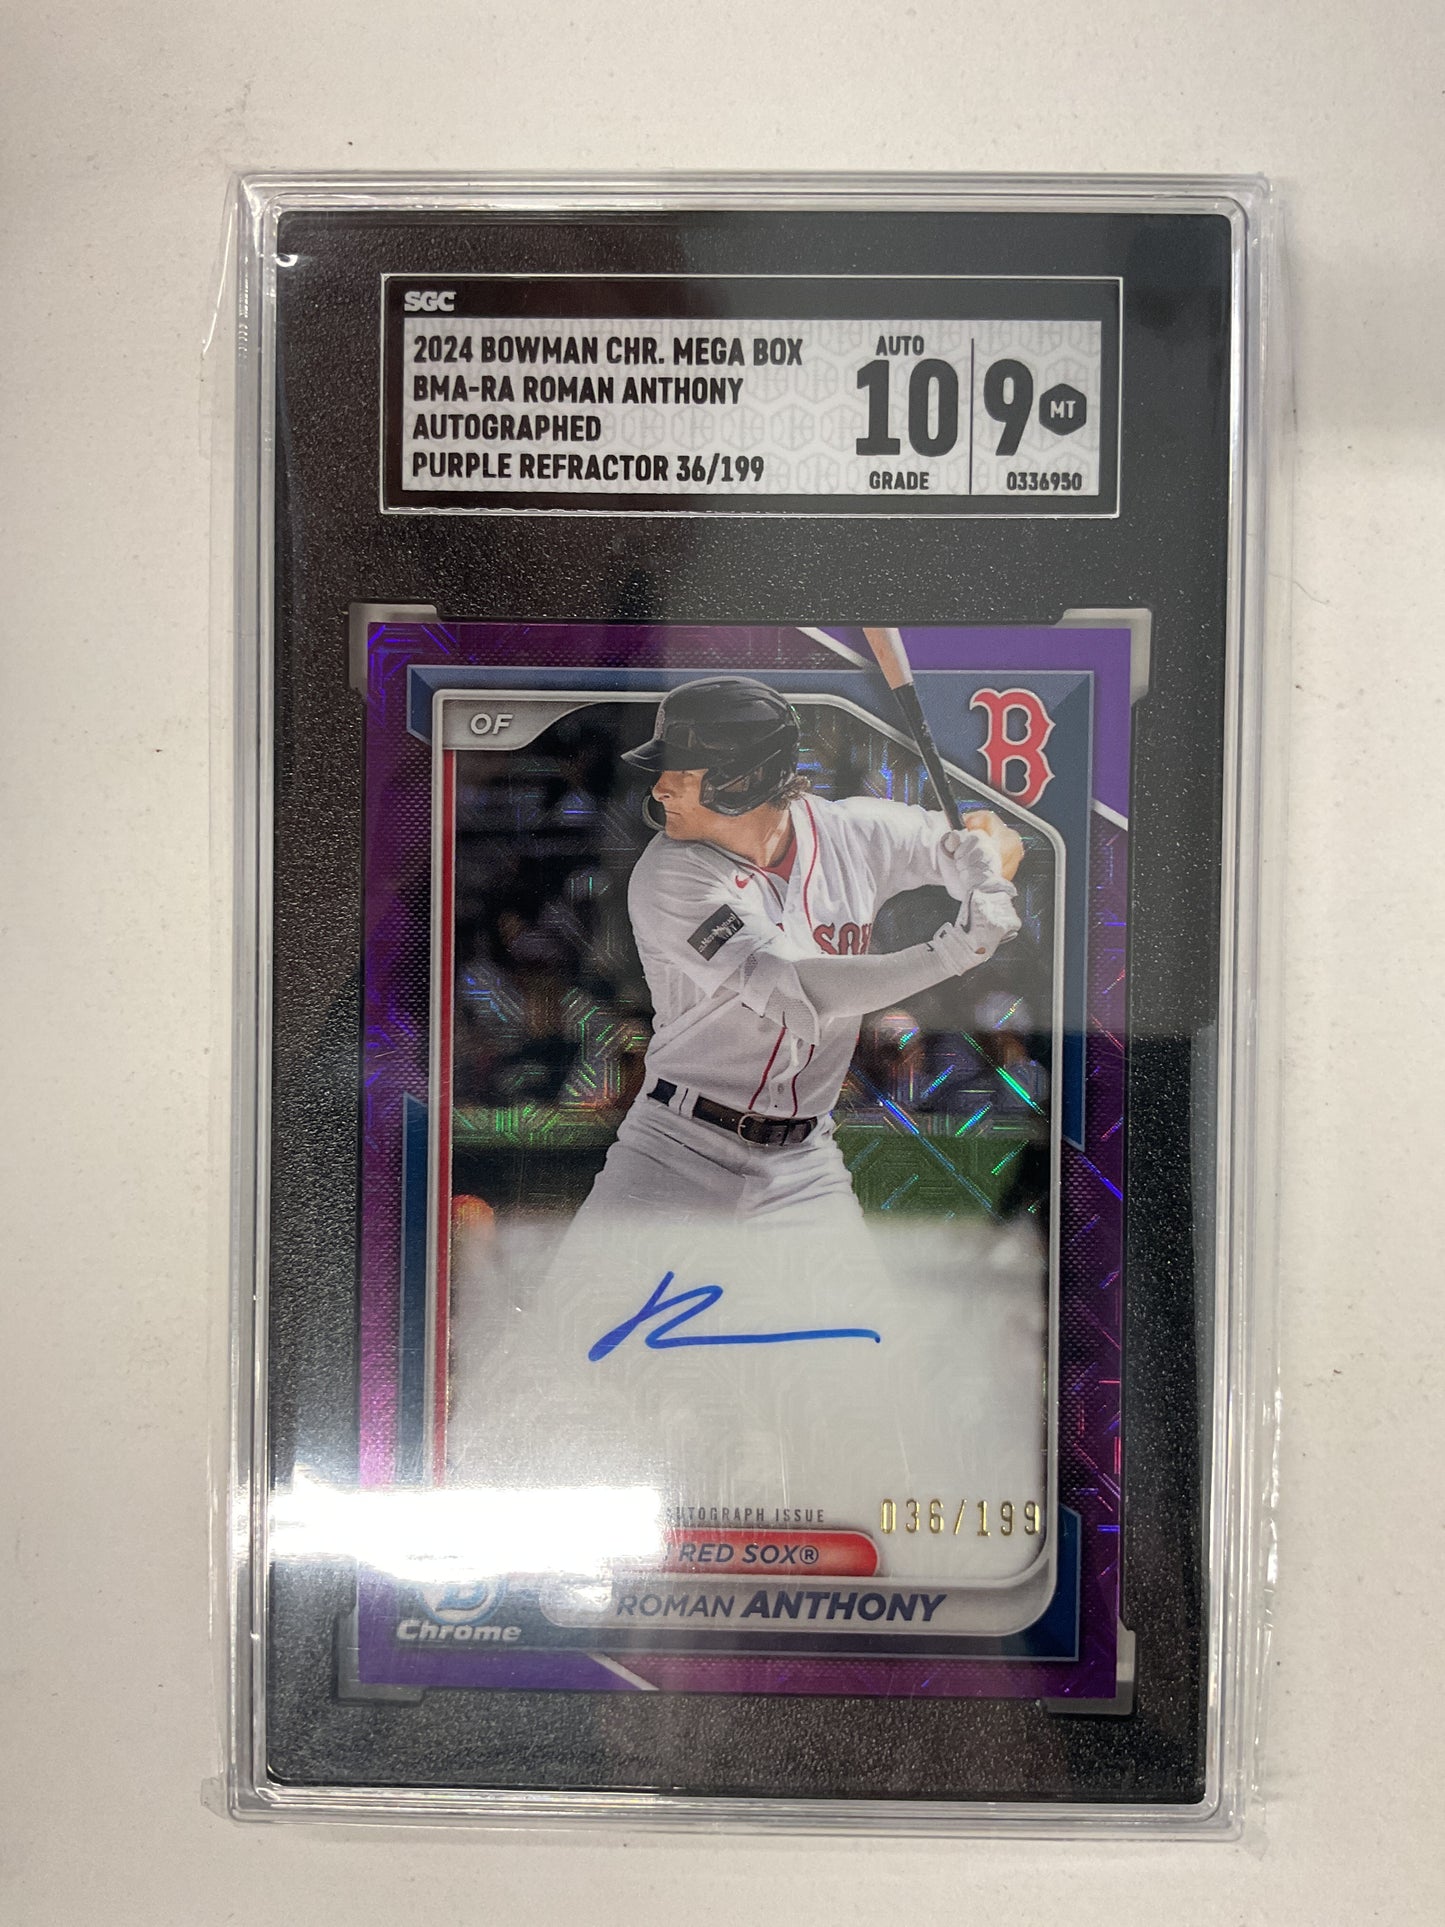 SGC
2024 BOWMAN CHR. MEGA BOX
BMA-RA ROMAN ANTHONY
AUTOGRAPHED
PURPLE REFRACTOR 36/199
AUTO
10
GRADE
9 MT
0336950
OF
B
SOX
AUTOGRAPH ISSUE
036/199
RED SOX®
B
Chrome
ROMAN ANTHONY